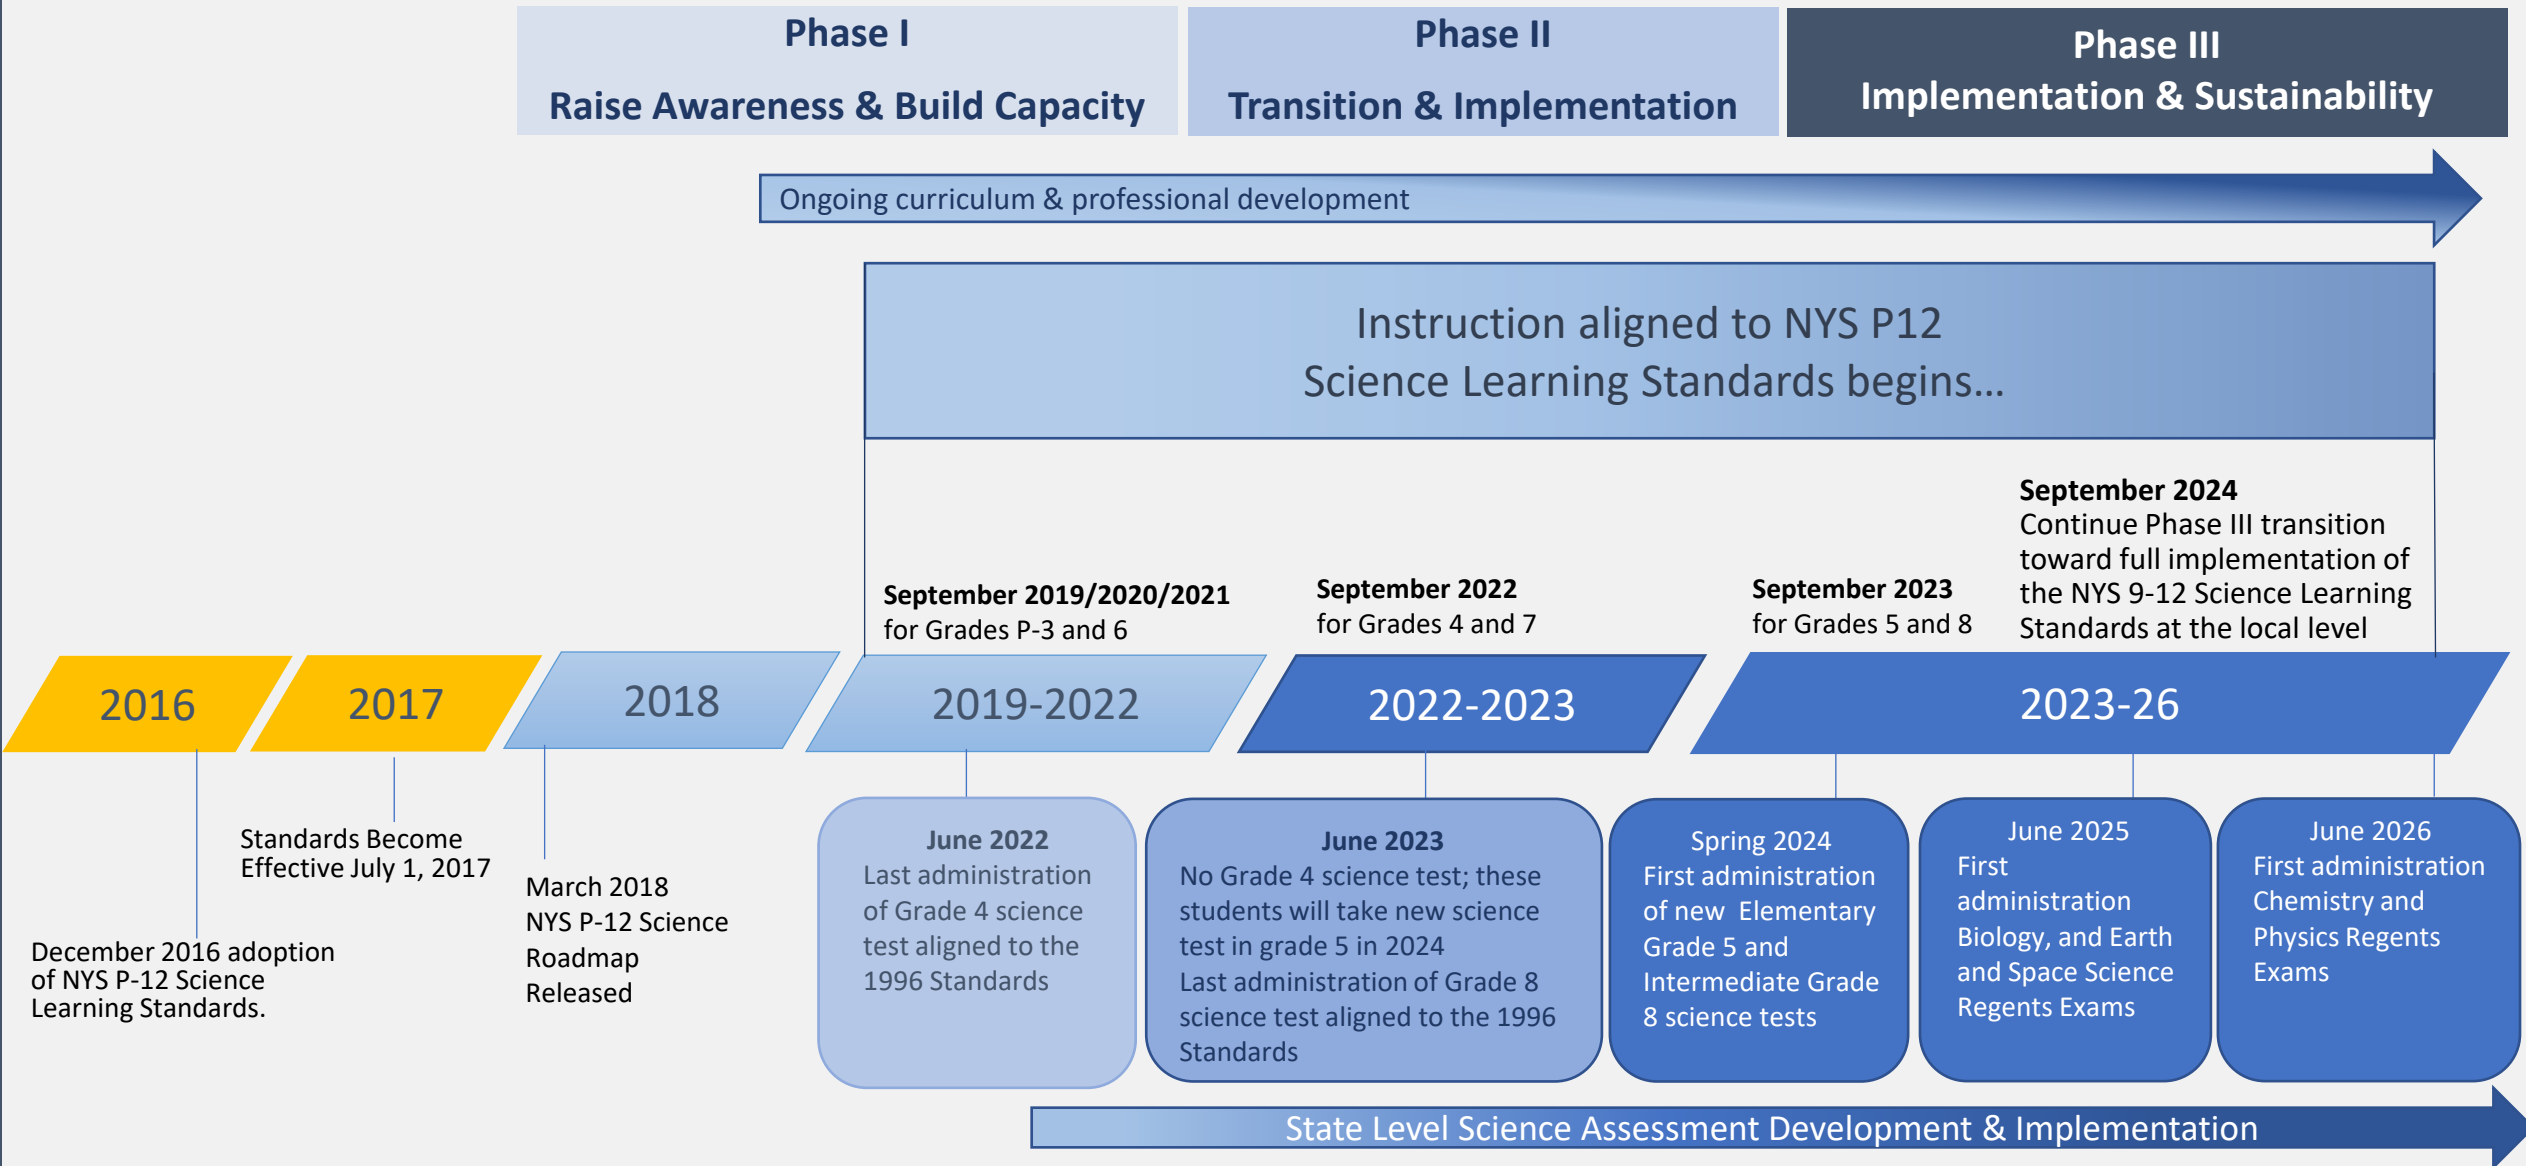 Phase I
Raise Awareness & Build Capacity
Phase II
Transition & Implementation
Phase III
Implementation & Sustainability
Ongoing curriculum & professional development
Instruction aligned to NYS P12
Science Learning Standards begins...
September 2019/2020/2021
for Grades P-3 and 6
September 2022
for Grades 4 and 7
September 2023
for Grades 5 and 8
September 2024
Continue Phase III transition
toward full implementation of
the NYS 9-12 Science Learning
Standards at the local level
2016
2017
2018
2019-2022
2022-2023
2023-26
December 2016 adoption
of NYS P-12 Science
Learning Standards.
Standards Become
Effective July 1, 2017
March 2018
NYS P-12 Science
Roadmap
Released
June 2022
Last administration
of Grade 4 science
test aligned to the
1996 Standards
June 2023
No Grade 4 science test; these
students will take new science
test in grade 5 in 2024
Last administration of Grade 8
science test aligned to the 1996
Standards
Spring 2024
First administration
of new Elementary
Grade 5 and
Intermediate Grade
8 science tests
June 2025
First
administration
Biology, and Earth
and Space Science
Regents Exams
June 2026
First administration
Chemistry and
Physics Regents
Exams
State Level Science Assessment Development & Implementation